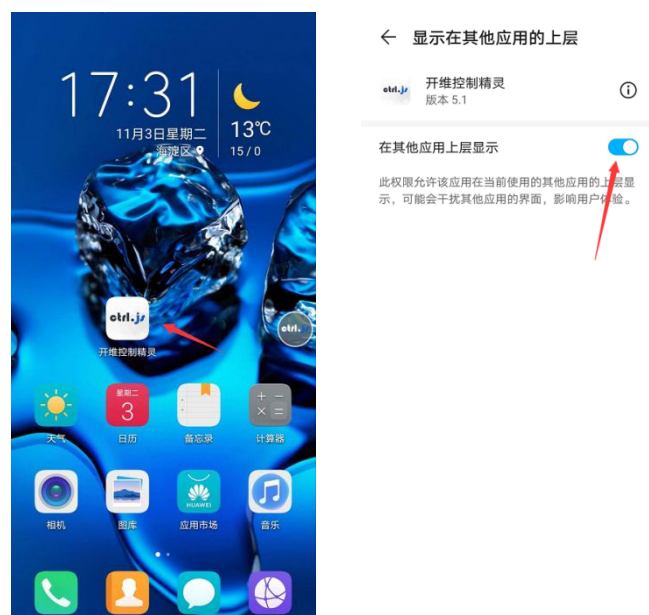 17:31
11月3日星期二
海淀区
13℃
15 / 0
ctrl.js
开维控制精灵
ctrl.js
天气
星期二
3
日历
备忘录
计算器
相机
图库
HUAWEI
应用市场
音乐
显示在其他应用的上层
ctrl.js
开维控制精灵
版本 5.1
在其他应用上层显示
此权限允许该应用在当前使用的其他应用的上层显
示，可能会干扰其他应用的界面，影响用户体验。